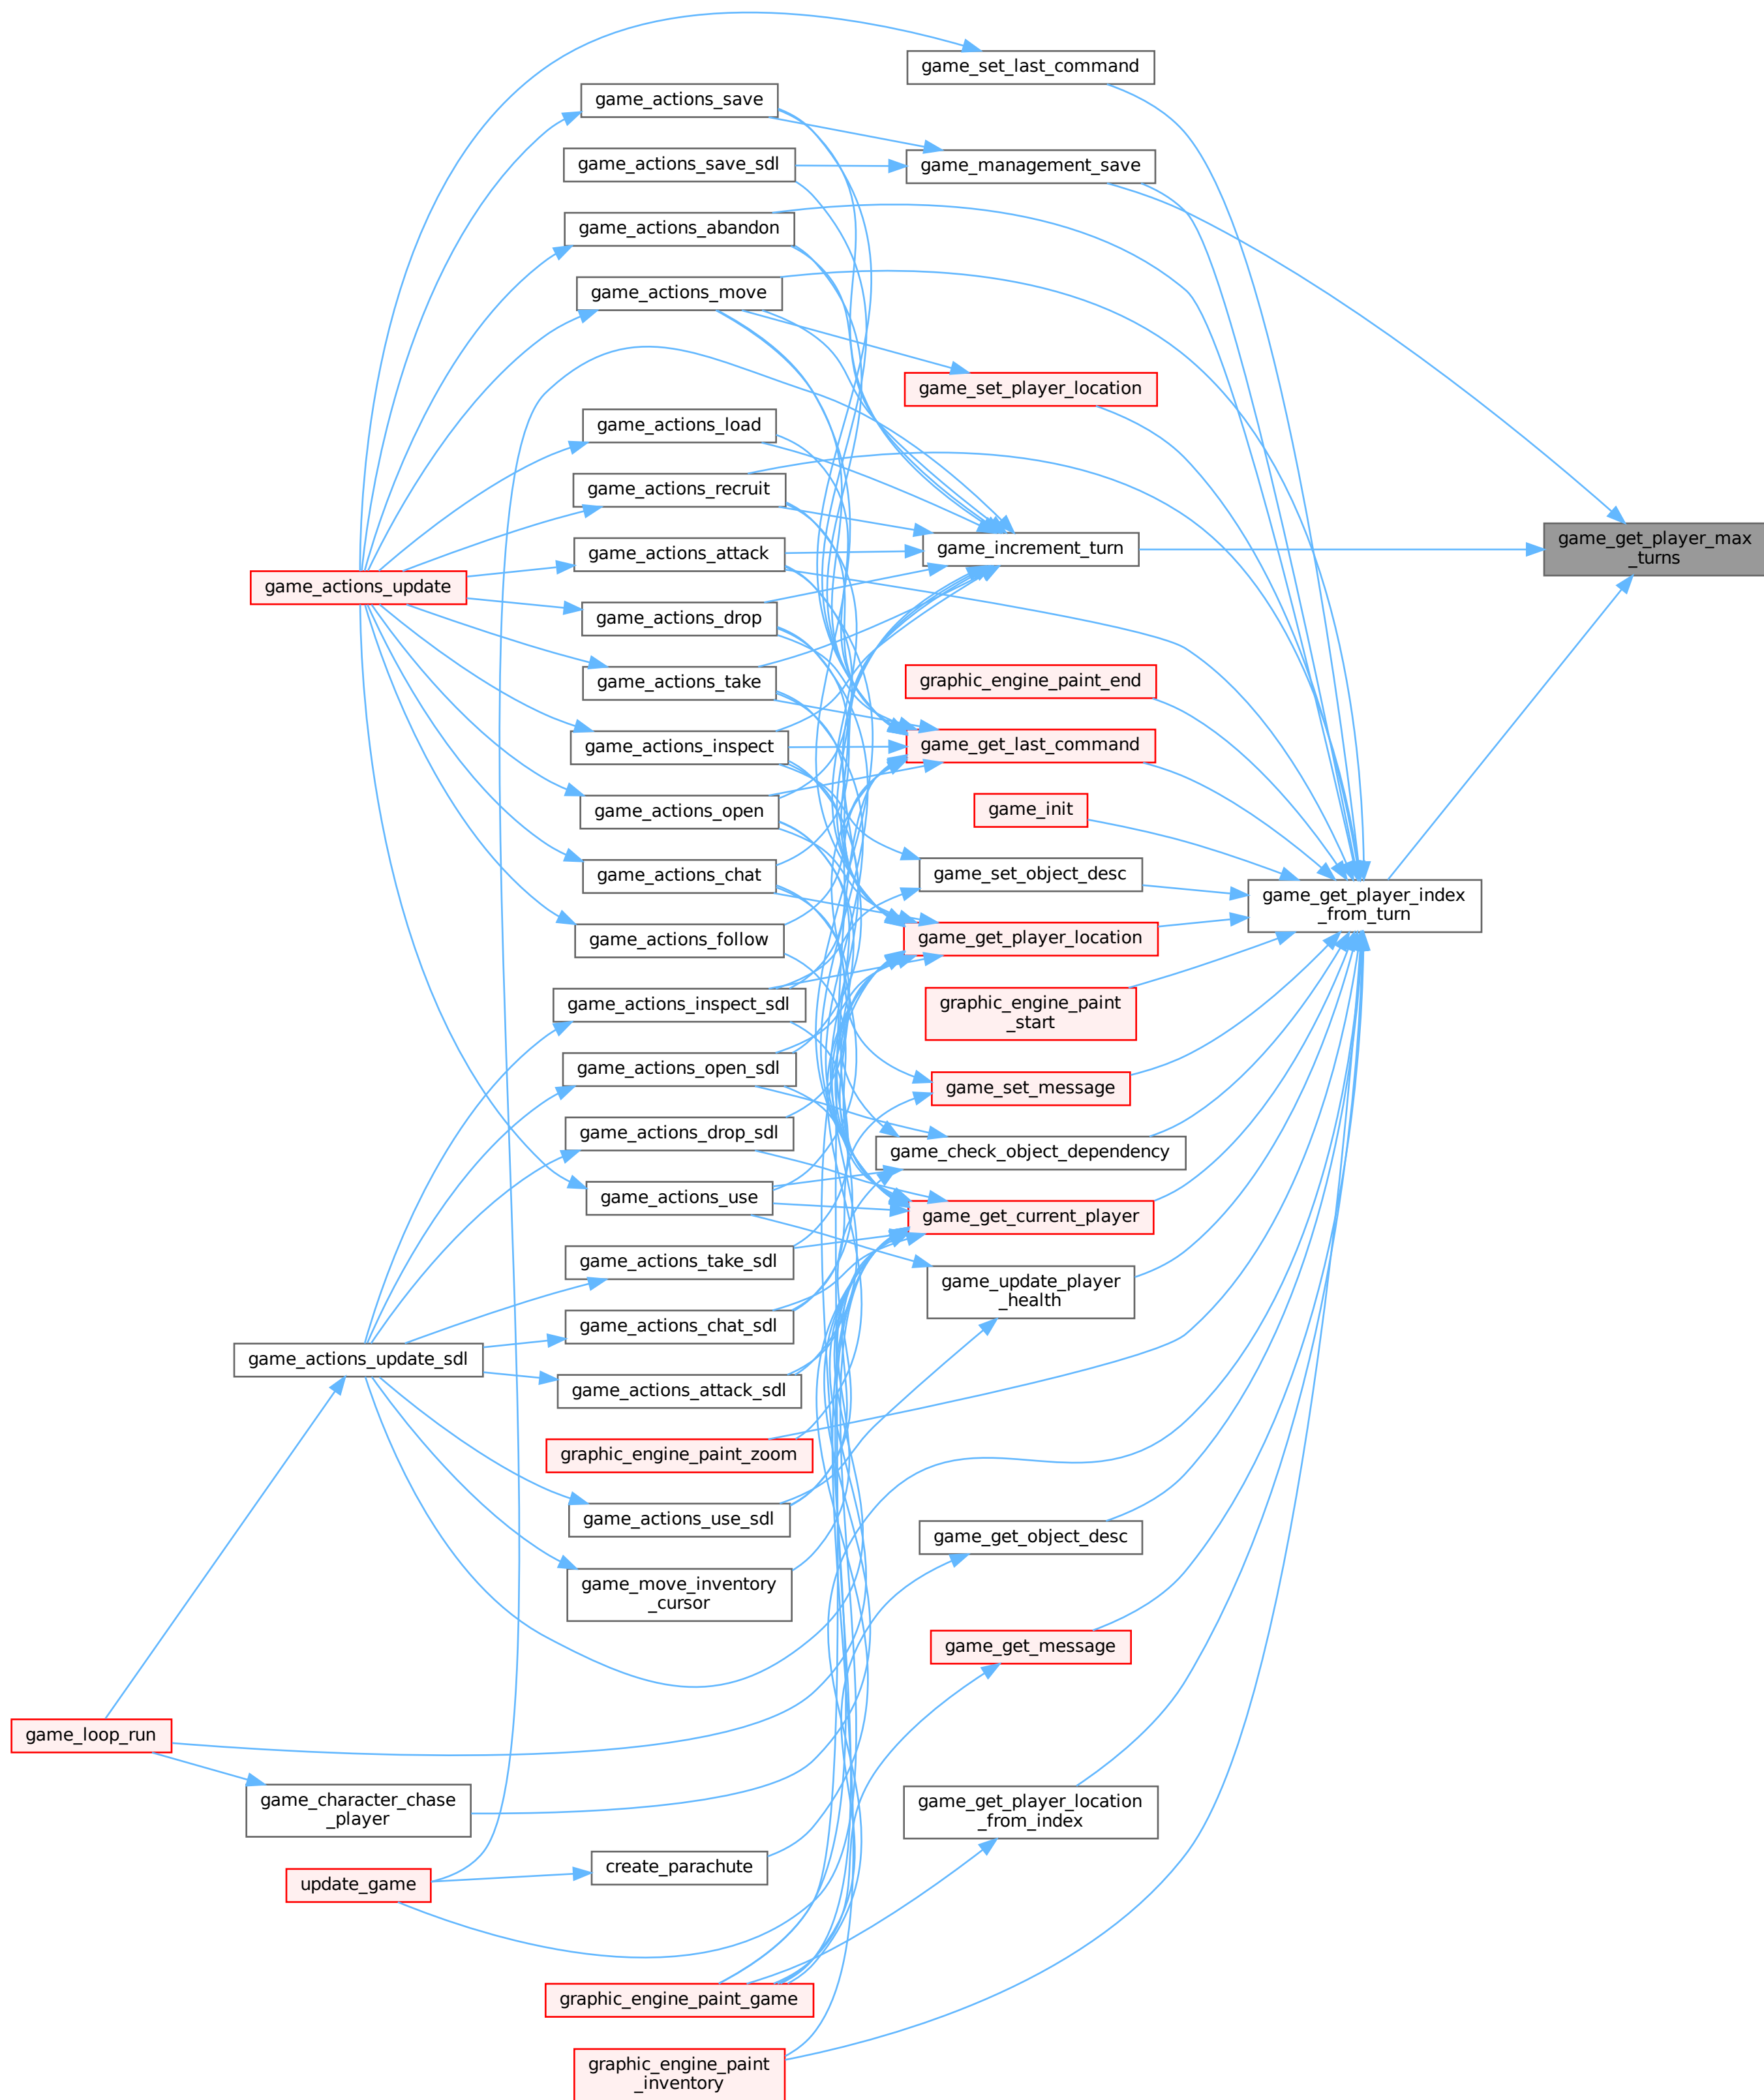 game_set_last_command
game_actions_save
game_management_save
game_actions_save_sdl
game_actions_abandon
game_actions_move
game_set_player_location
game_actions_load
game_actions_recruit
game_get_player_max
_turns
game_increment_turn
game_actions_attack
game_actions_update
game_actions_drop
game_actions_take
graphic_engine_paint_end
game_actions_inspect
game_get_last_command
game_actions_open
game_init
game_actions_chat
game_set_object_desc
game_get_player_index
_from_turn
game_actions_follow
game_get_player_location
game_actions_inspect_sdl
graphic_engine_paint
_start
game_actions_open_sdl
game_set_message
game_actions_drop_sdl
game_check_object_dependency
game_actions_use
game_get_current_player
game_actions_take_sdl
game_update_player
_health
game_actions_chat_sdl
game_actions_update_sdl
game_actions_attack_sdl
graphic_engine_paint_zoom
game_actions_use_sdl
game_get_object_desc
game_move_inventory
_cursor
game_get_message
game_loop_run
game_character_chase
_player
game_get_player_location
_from_index
create_parachute
update_game
graphic_engine_paint_game
graphic_engine_paint
_inventory